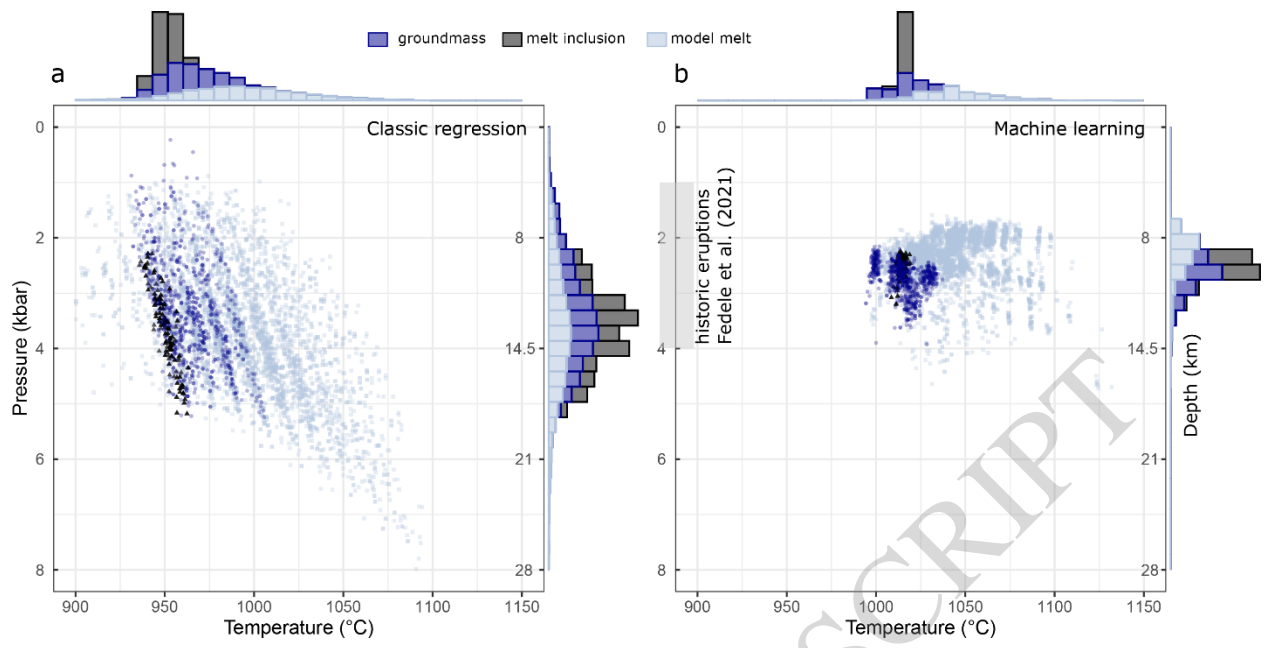 groundmass melt inclusion model melt
a
b
Classic regression
Machine learning
0
2
4
6
8
Pressure (kbar)
8
14.5
21
28
900 950 1000 1050 1100 1150
Temperature (°C)
0
2
4
6
8
historic eruptions
Fedele et al. (2021)
8
14.5
21
28
Depth (km)
900 950 1000 1050 1100 1150
Temperature (°C)
SCRIPT